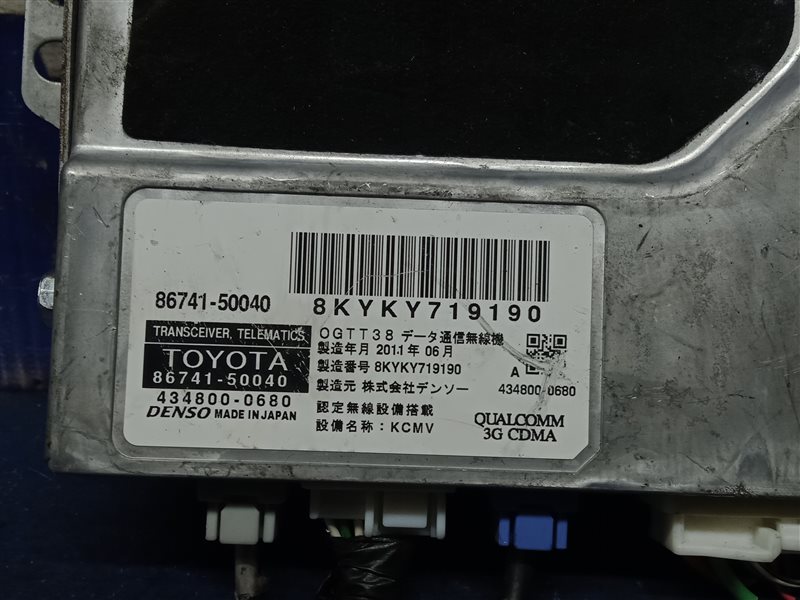 8KYKY719190
86741-50040
TRANSCEIVER, TELEMATICS
TOYOTA
86741-50040
434800-0680
DENSO MADE IN JAPAN
OGTT38 データ通信無線機
製造年月 2011年 06月
製造番号 8KYKY719190
製造元 株式会社デンソー
認定無線設備搭載
設備名称：KCMV
A
434800-0680
QUALCOMM
3G CDMA